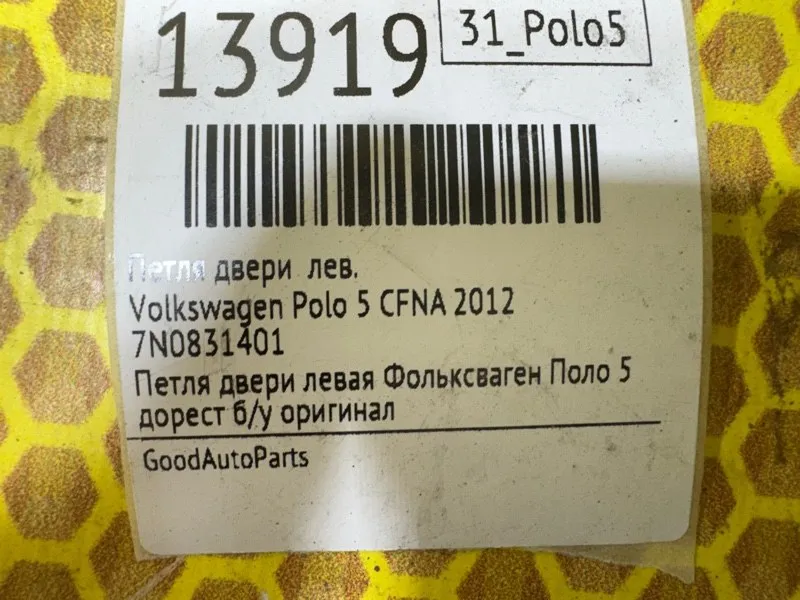 13919
31_Polo5
Петля двери лев.
Volkswagen Polo 5 CFNA 2012
7N0831401
Петля двери левая Фольксваген Поло 5
дорест б/у оригинал
GoodAutoParts